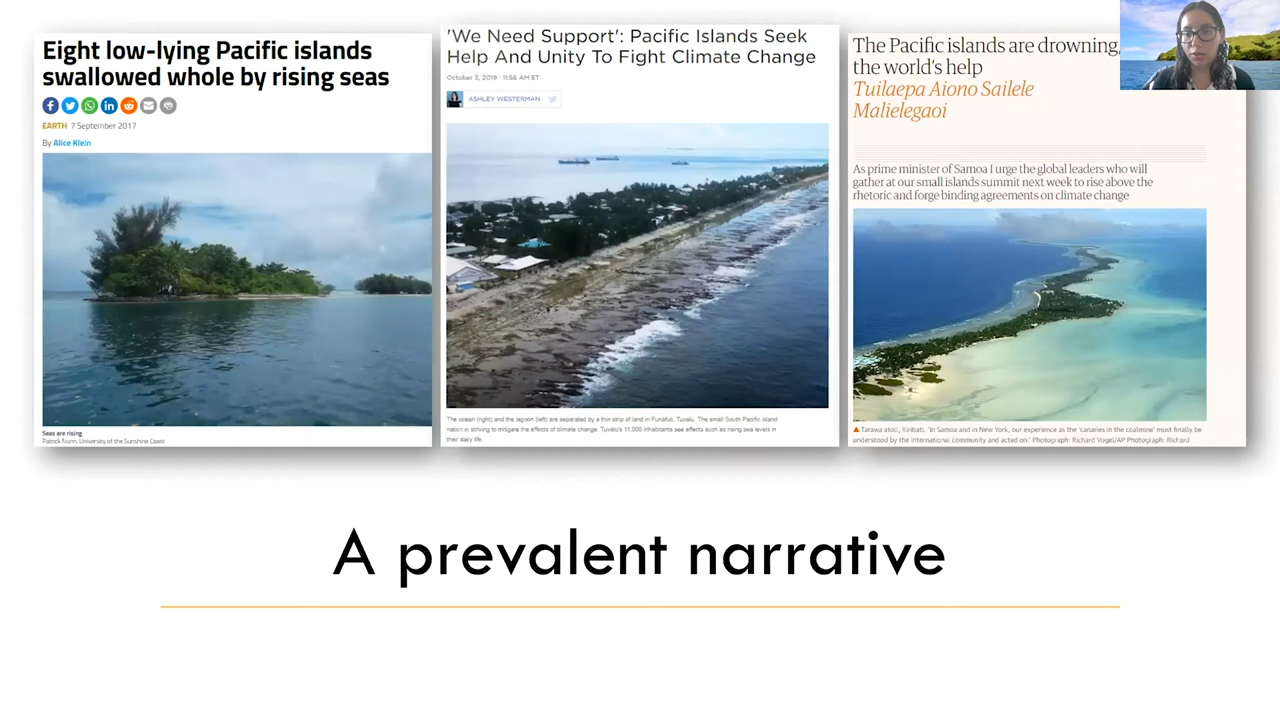 Eight low-lying Pacific islands
swallowed whole by rising seas
EARTH 7 September 2017
By Alice Klein
Seas are rising
Patrick Nunn, University of the Sunshine Coast
'We Need Support': Pacific Islands Seek
Help And Unity To Fight Climate Change
October 5, 2019 · 11:56 AM ET
ASHLEY WESTERMAN
The ocean (right) and the lagoon (left) are separated by a thin strip of land in Funafuti, Tuvalu. The small South Pacific island
nation is striving to mitigate the effects of climate change. Tuvalu's 11,000 inhabitants see effects such as rising sea levels in
their daily life.
The Pacific islands are drowning,
the world's help
Tuilaepa Aiono Sailele
Malielegaoi
As prime minister of Samoa I urge the global leaders who will
gather at our small islands summit next week to rise above the
rhetoric and forge binding agreements on climate change
▲ Tarawa atoll, Kiribati. 'In Samoa and in New York, our experience as the 'canaries in the coalmine' must finally be
understood by the international community and acted on.' Photograph: Richard Vogel/AP Photograph: Richard
A prevalent narrative